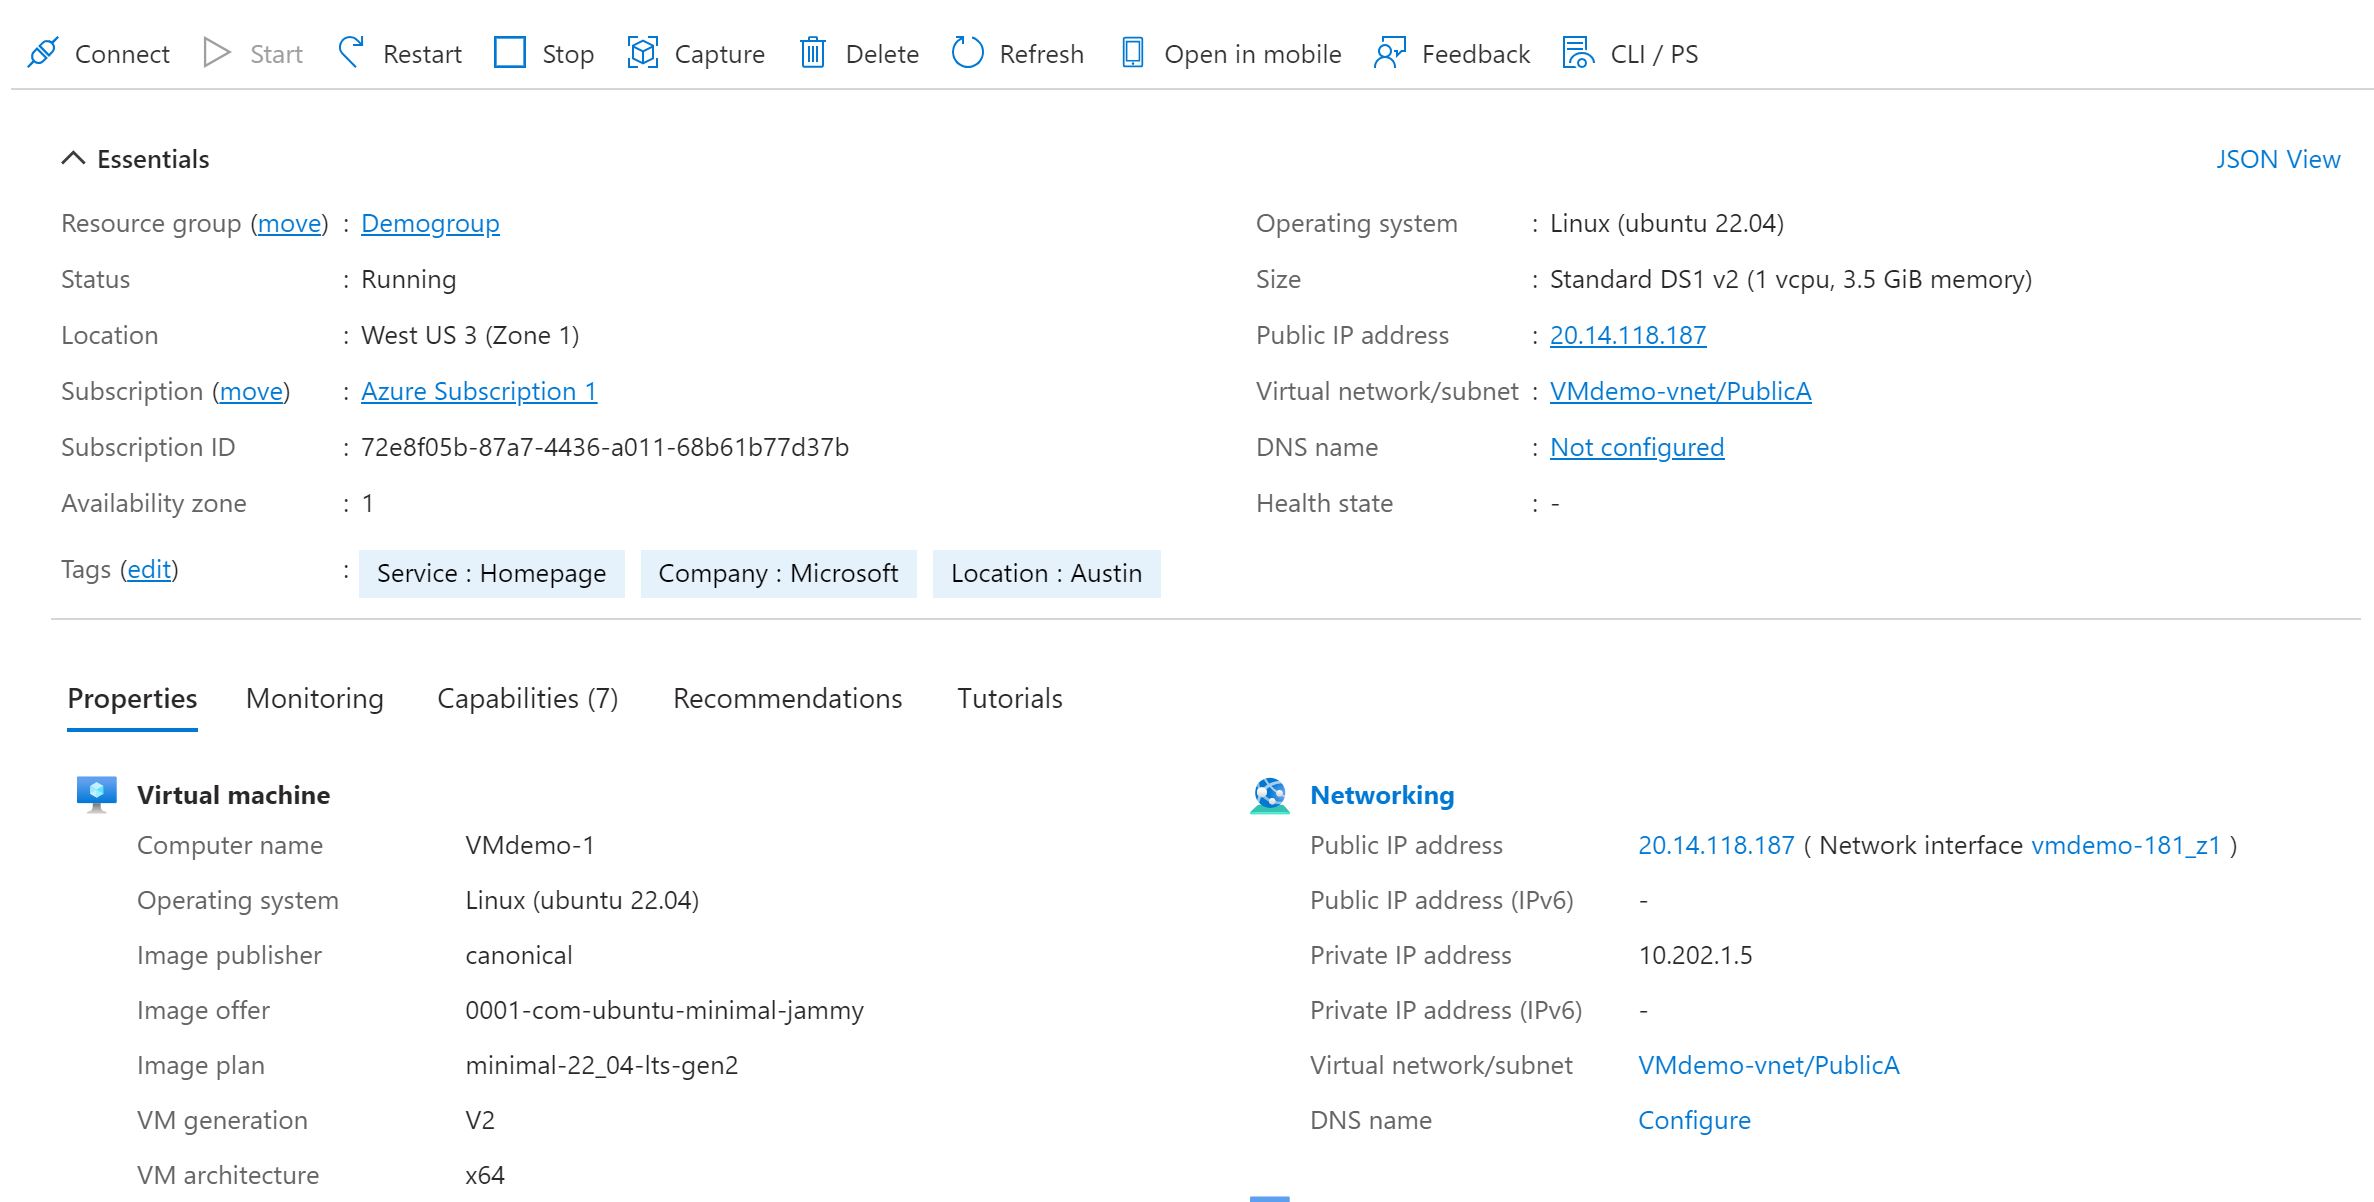 Connect Start Restart Stop Capture Delete Refresh Open in mobile Feedback CLI / PS
Essentials JSON View
Resource group (move) : Demogroup
Status : Running
Location : West US 3 (Zone 1)
Subscription (move) : Azure Subscription 1
Subscription ID : 72e8f05b-87a7-4436-a011-68b61b77d37b
Availability zone : 1
Operating system : Linux (ubuntu 22.04)
Size : Standard DS1 v2 (1 vcpu, 3.5 GiB memory)
Public IP address : 20.14.118.187
Virtual network/subnet : VMdemo-vnet/PublicA
DNS name : Not configured
Health state : -
Tags (edit) : Service : Homepage Company : Microsoft Location : Austin
Properties Monitoring Capabilities (7) Recommendations Tutorials
Virtual machine
Computer name VMdemo-1
Operating system Linux (ubuntu 22.04)
Image publisher canonical
Image offer 0001-com-ubuntu-minimal-jammy
Image plan minimal-22_04-lts-gen2
VM generation V2
VM architecture x64
Networking
Public IP address 20.14.118.187 ( Network interface vmdemo-181_z1 )
Public IP address (IPv6) -
Private IP address 10.202.1.5
Private IP address (IPv6) -
Virtual network/subnet VMdemo-vnet/PublicA
DNS name Configure